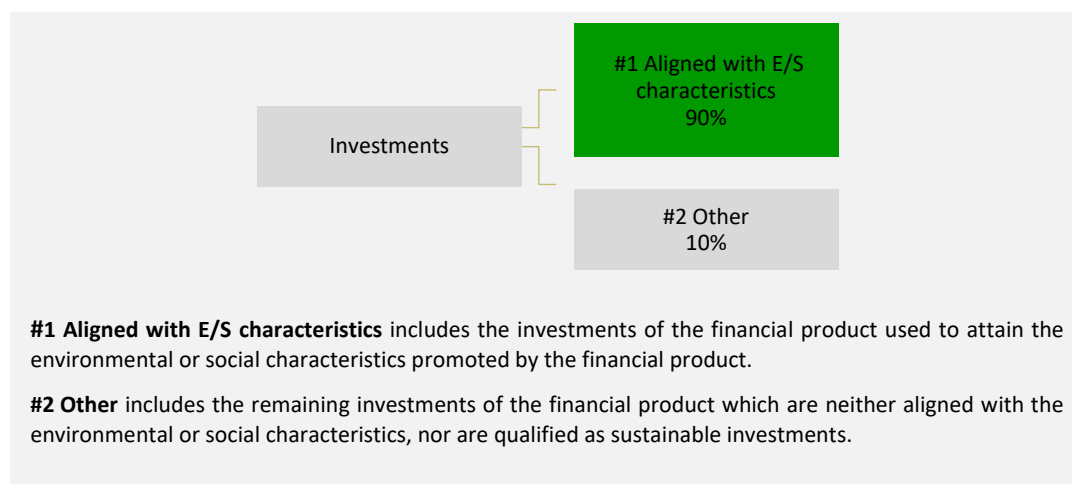 #1 Aligned with E/S
characteristics
90%
Investments
#2 Other
10%
#1 Aligned with E/S characteristics includes the investments of the financial product used to attain the
environmental or social characteristics promoted by the financial product.
#2 Other includes the remaining investments of the financial product which are neither aligned with the
environmental or social characteristics, nor are qualified as sustainable investments.